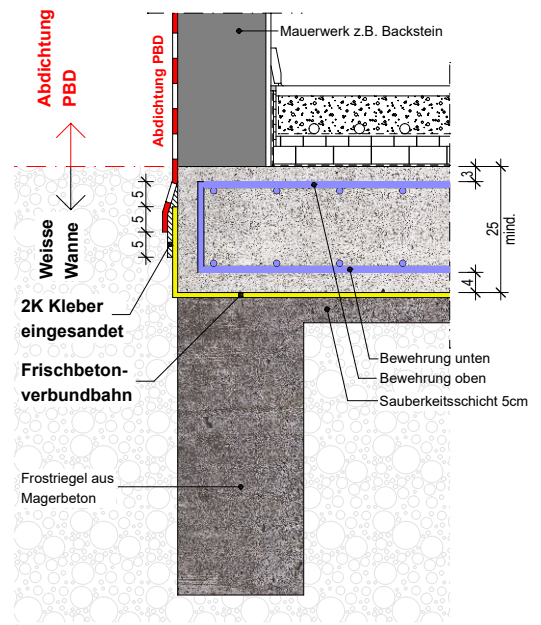 Abdichtung
PBD
Abdichtung PBD
Mauerwerk z.B. Backstein
3
25
mind.
4
5
5
5
Weisse
Wanne
2K Kleber
eingesandet
Frischbeton-
verbundbahn
Bewehrung unten
Bewehrung oben
Sauberkeitsschicht 5cm
Frostriegel aus
Magerbeton